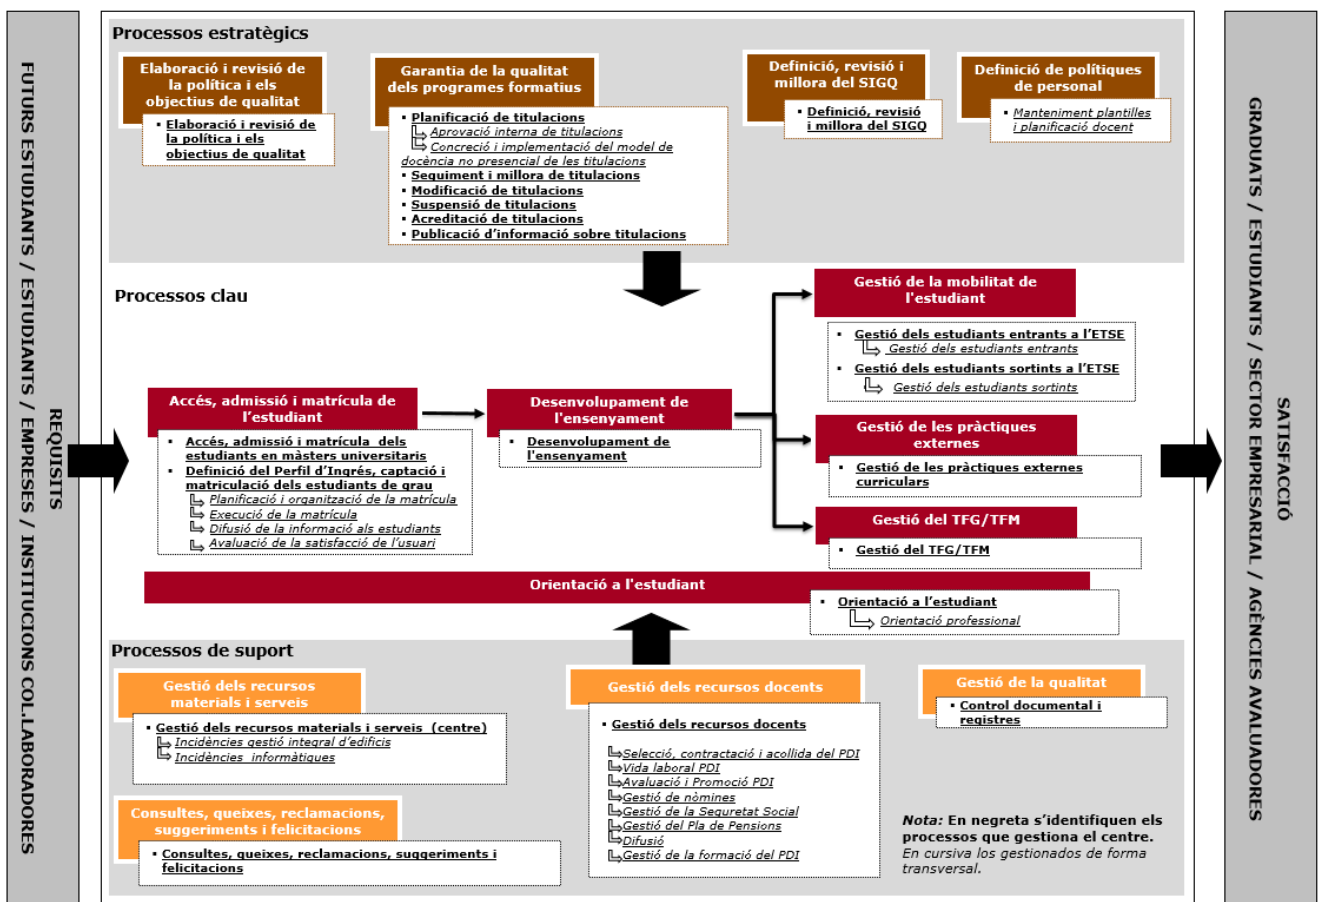 FUTURS ESTUDIANTS / ESTUDIANTS / EMPRESES / INSTITUCIONS COL.LABORADORES
REQUISITS
Processos estratègics
Elaboració i revisió de
la política i els
objectius de qualitat
▪ Elaboració i revisió de
la política i els
objectius de qualitat
Garantia de la qualitat
dels programes formatius
▪ Planificació de titulacions
Aprovació interna de titulacions
Concreció i implementació del model de
docència no presencial de les titulacions
▪ Seguiment i millora de titulacions
▪ Modificació de titulacions
▪ Suspensió de titulacions
▪ Acreditació de titulacions
▪ Publicació d’informació sobre titulacions
Definició, revisió i
millora del SIGQ
▪ Definició, revisió
i millora del SIGQ
Definició de polítiques
de personal
▪ Manteniment plantilles
i planificació docent
Processos clau
Accés, admissió i matrícula de
l’estudiant
▪ Accés, admissió i matrícula dels
estudiants en màsters universitaris
▪ Definició del Perfil d’Ingrés, captació i
matriculació dels estudiants de grau
Planificació i organització de la matrícula
Execució de la matrícula
Difusió de la informació als estudiants
Avaluació de la satisfacció de l’usuari
Desenvolupament de
l'ensenyament
▪ Desenvolupament de
l'ensenyament
Gestió de la mobilitat de
l'estudiant
▪ Gestió dels estudiants entrants a l’ETSE
Gestió dels estudiants entrants
▪ Gestió dels estudiants sortints a l’ETSE
Gestió dels estudiants sortints
Gestió de les pràctiques
externes
▪ Gestió de les pràctiques externes
curriculars
Gestió del TFG/TFM
▪ Gestió del TFG/TFM
Orientació a l'estudiant
▪ Orientació a l’estudiant
Orientació professional
Processos de suport
Gestió dels recursos
materials i serveis
▪ Gestió dels recursos materials i serveis (centre)
Incidències gestió integral d’edificis
Incidències informàtiques
Consultes, queixes, reclamacions,
suggeriments i felicitacions
▪ Consultes, queixes, reclamacions, suggeriments i
felicitacions
Gestió dels recursos docents
▪ Gestió dels recursos docents
Selecció, contractació i acollida del PDI
Vida laboral PDI
Avaluació i Promoció PDI
Gestió de nòmines
Gestió de la Seguretat Social
Gestió del Pla de Pensions
Difusió
Gestió de la formació del PDI
Gestió de la qualitat
▪ Control documental i
registres
Nota: En negreta s’identifiquen els
processos que gestiona el centre.
En cursiva los gestionados de forma
transversal.
GRADUATS / ESTUDIANTS / SECTOR EMPRESARIAL / AGÈNCIES AVALUADORES
SATISFACCIÓ